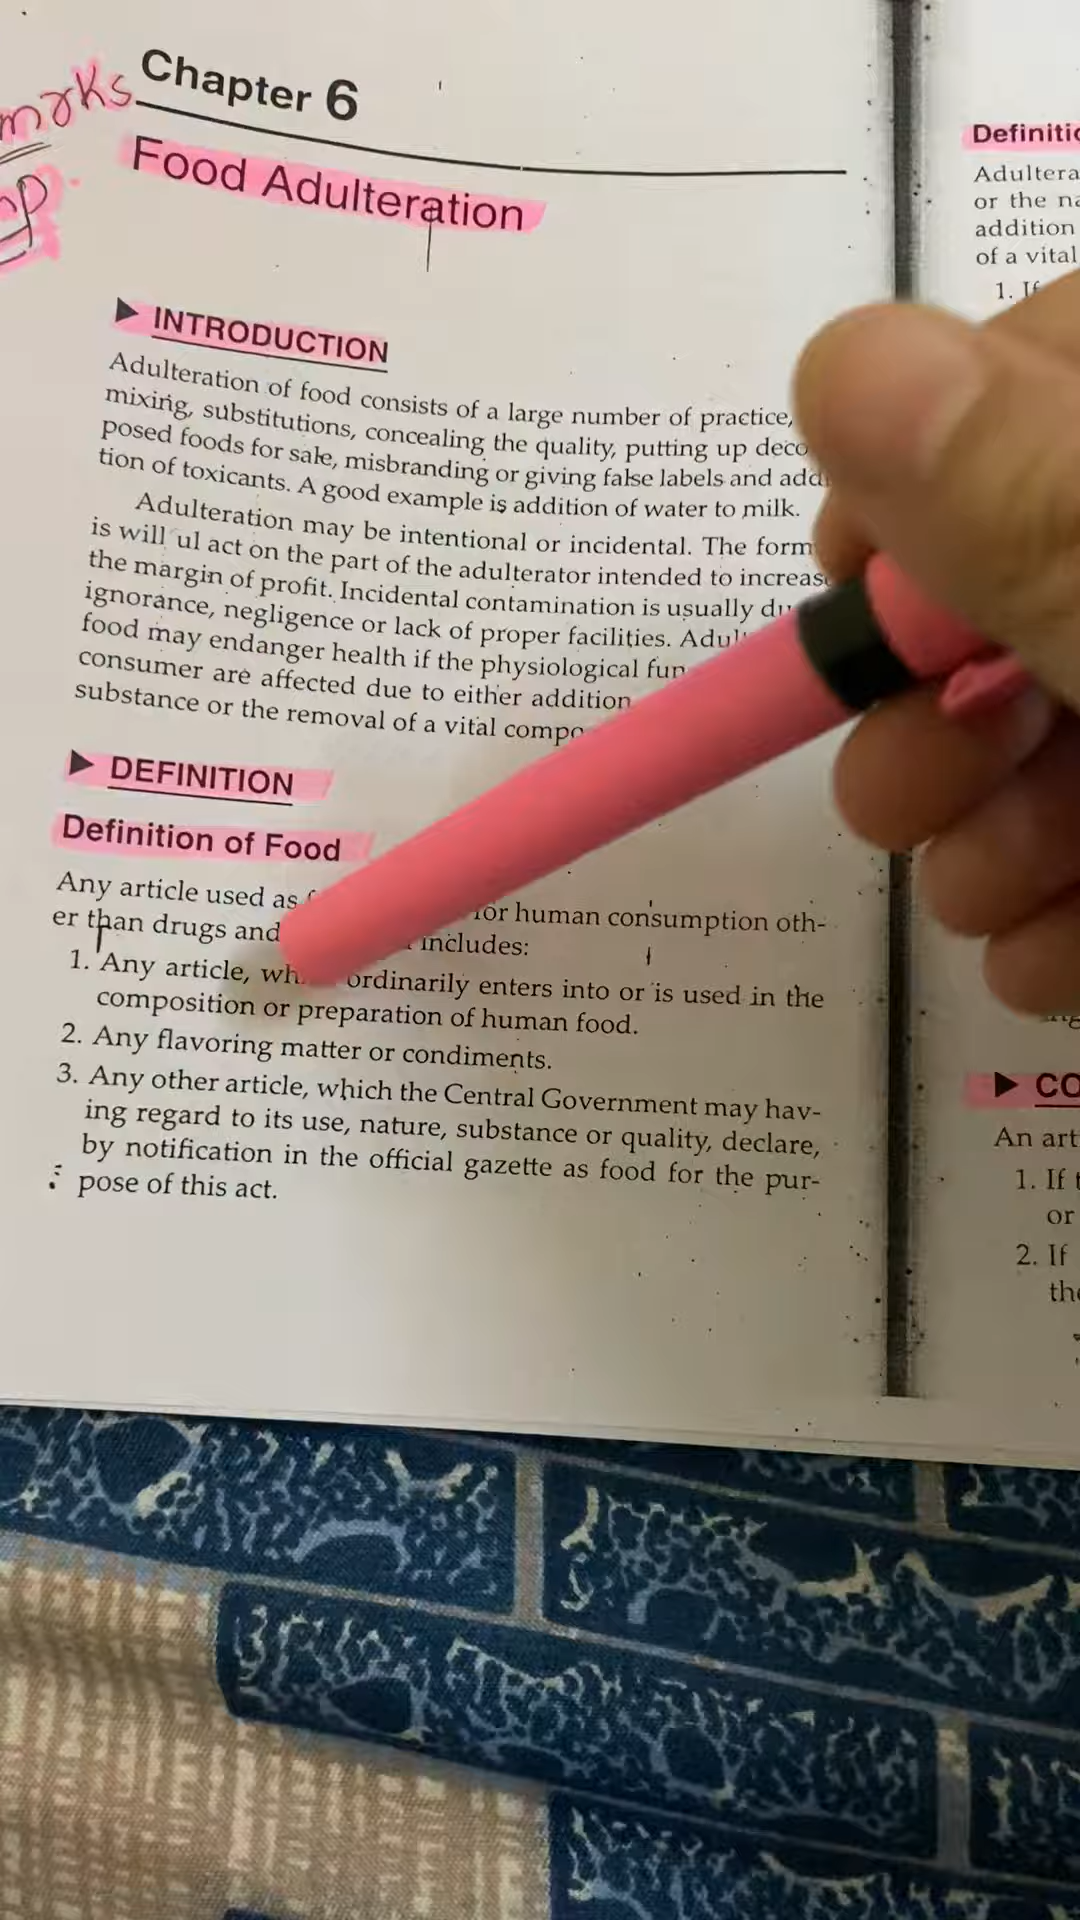 marks
Chapter 6
Food Adulteration
INTRODUCTION
Adulteration of food consists of a large number of practice,
mixing, substitutions, concealing the quality, putting up deco
posed foods for sale, misbranding or giving false labels and addi
tion of toxicants. A good example is addition of water to milk.
Adulteration may be intentional or incidental. The form
is will ul act on the part of the adulterator intended to increase
the margin of profit. Incidental contamination is usually du
ignorance, negligence or lack of proper facilities. Adul
food may endanger health if the physiological fun
consumer are affected due to either addition
substance or the removal of a vital compo
DEFINITION
Definition of Food
Any article used as for human consumption oth-
er than drugs and includes:
1. Any article, wh ordinarily enters into or is used in the
composition or preparation of human food.
2. Any flavoring matter or condiments.
3. Any other article, which the Central Government may hav-
ing regard to its use, nature, substance or quality, declare,
by notification in the official gazette as food for the pur-
pose of this act.
Definitio
Adultera
or the na
addition
of a vital
1. If
CO
An art
1. If t
or
2. If
the